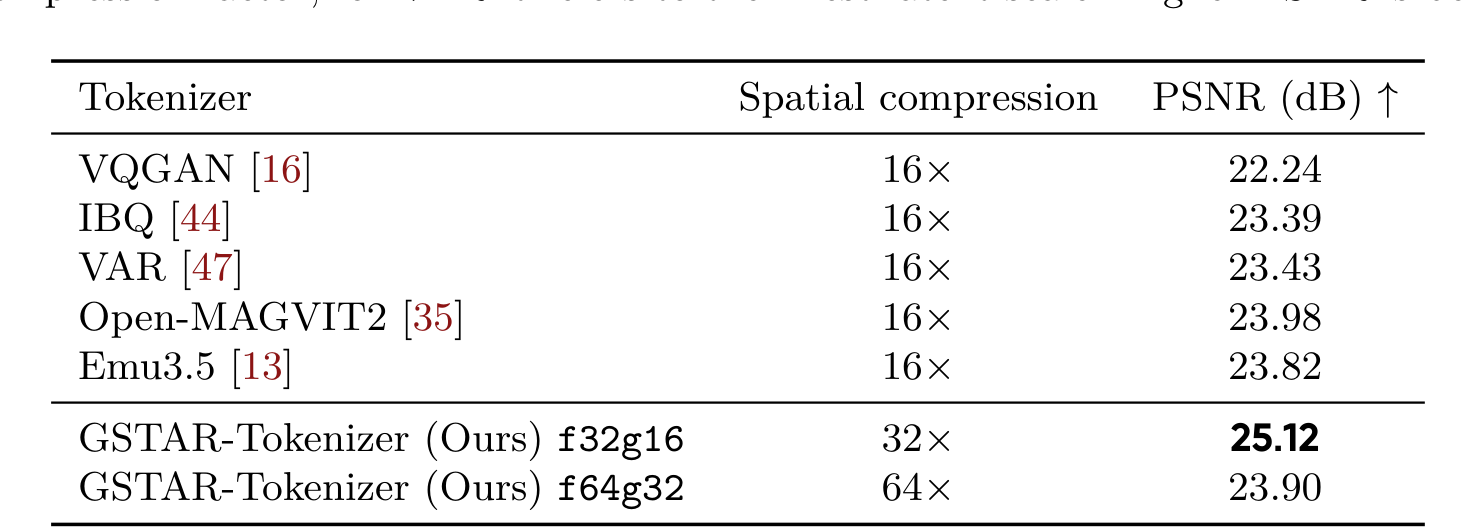 Tokenizer Spatial compression PSNR (dB) ↑
VQGAN [16] 16× 22.24
IBQ [44] 16× 23.39
VAR [47] 16× 23.43
Open-MAGVIT2 [35] 16× 23.98
Emu3.5 [13] 16× 23.82
GSTAR-Tokenizer (Ours) f32g16 32× 25.12
GSTAR-Tokenizer (Ours) f64g32 64× 23.90